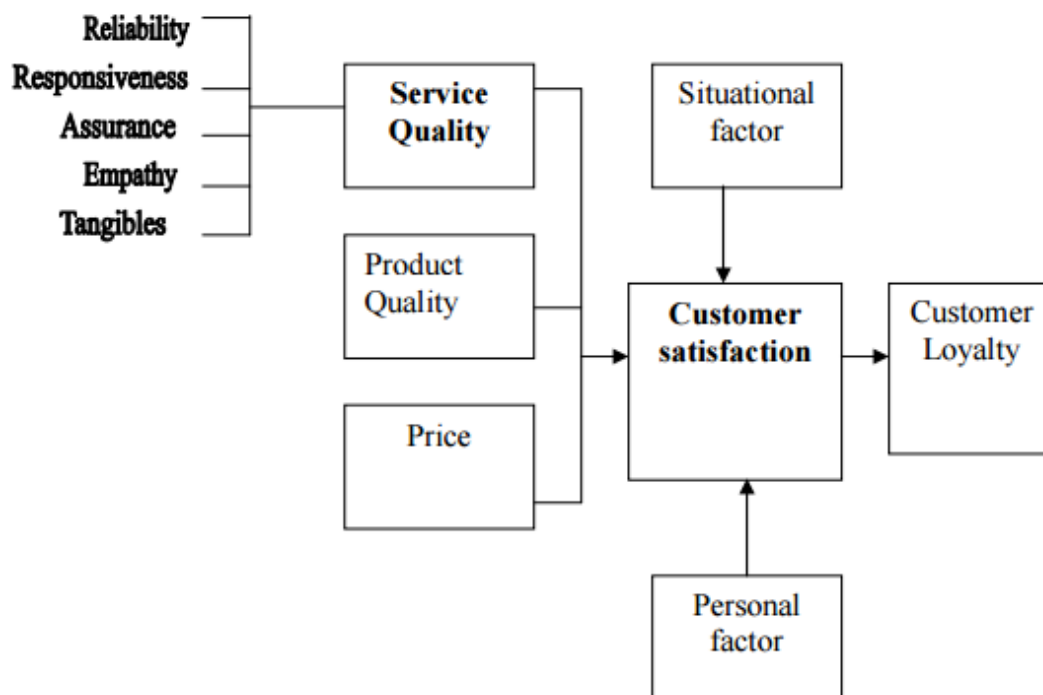 Reliability
Responsiveness
Assurance
Empathy
Tangibles
Service
Quality
Product
Quality
Price
Situational
factor
Customer
satisfaction
Customer
Loyalty
Personal
factor